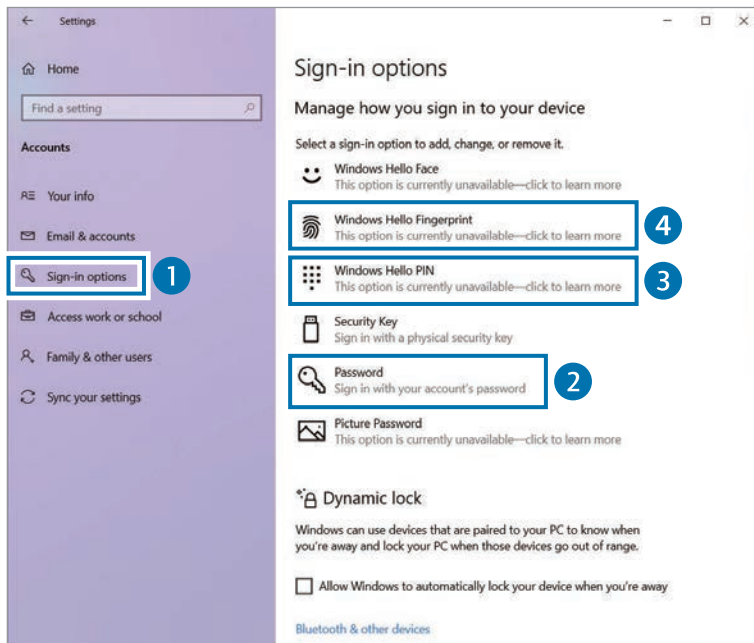 Settings
Home
Find a setting
Accounts
Your info
Email & accounts
Sign-in options
1
Access work or school
Family & other users
Sync your settings
Sign-in options
Manage how you sign in to your device
Select a sign-in option to add, change, or remove it.
Windows Hello Face
This option is currently unavailable—click to learn more
Windows Hello Fingerprint
This option is currently unavailable—click to learn more
4
Windows Hello PIN
This option is currently unavailable—click to learn more
3
Security Key
Sign in with a physical security key
Password
Sign in with your account's password
2
Picture Password
This option is currently unavailable—click to learn more
Dynamic lock
Windows can use devices that are paired to your PC to know when
you're away and lock your PC when those devices go out of range.
Allow Windows to automatically lock your device when you're away
Bluetooth & other devices